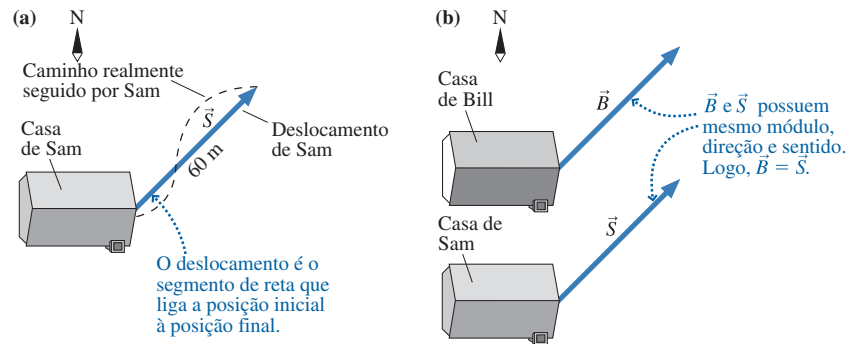 (a)
N
Caminho realmente
seguido por Sam
Casa
de Sam
S⃗
60 m
Deslocamento
de Sam
O deslocamento é o
segmento de reta que
liga a posição inicial
à posição final.
(b)
N
Casa
de Bill
B⃗
B⃗ e S⃗ possuem
mesmo módulo,
direção e sentido.
Logo, B⃗ = S⃗.
Casa de
Sam
S⃗